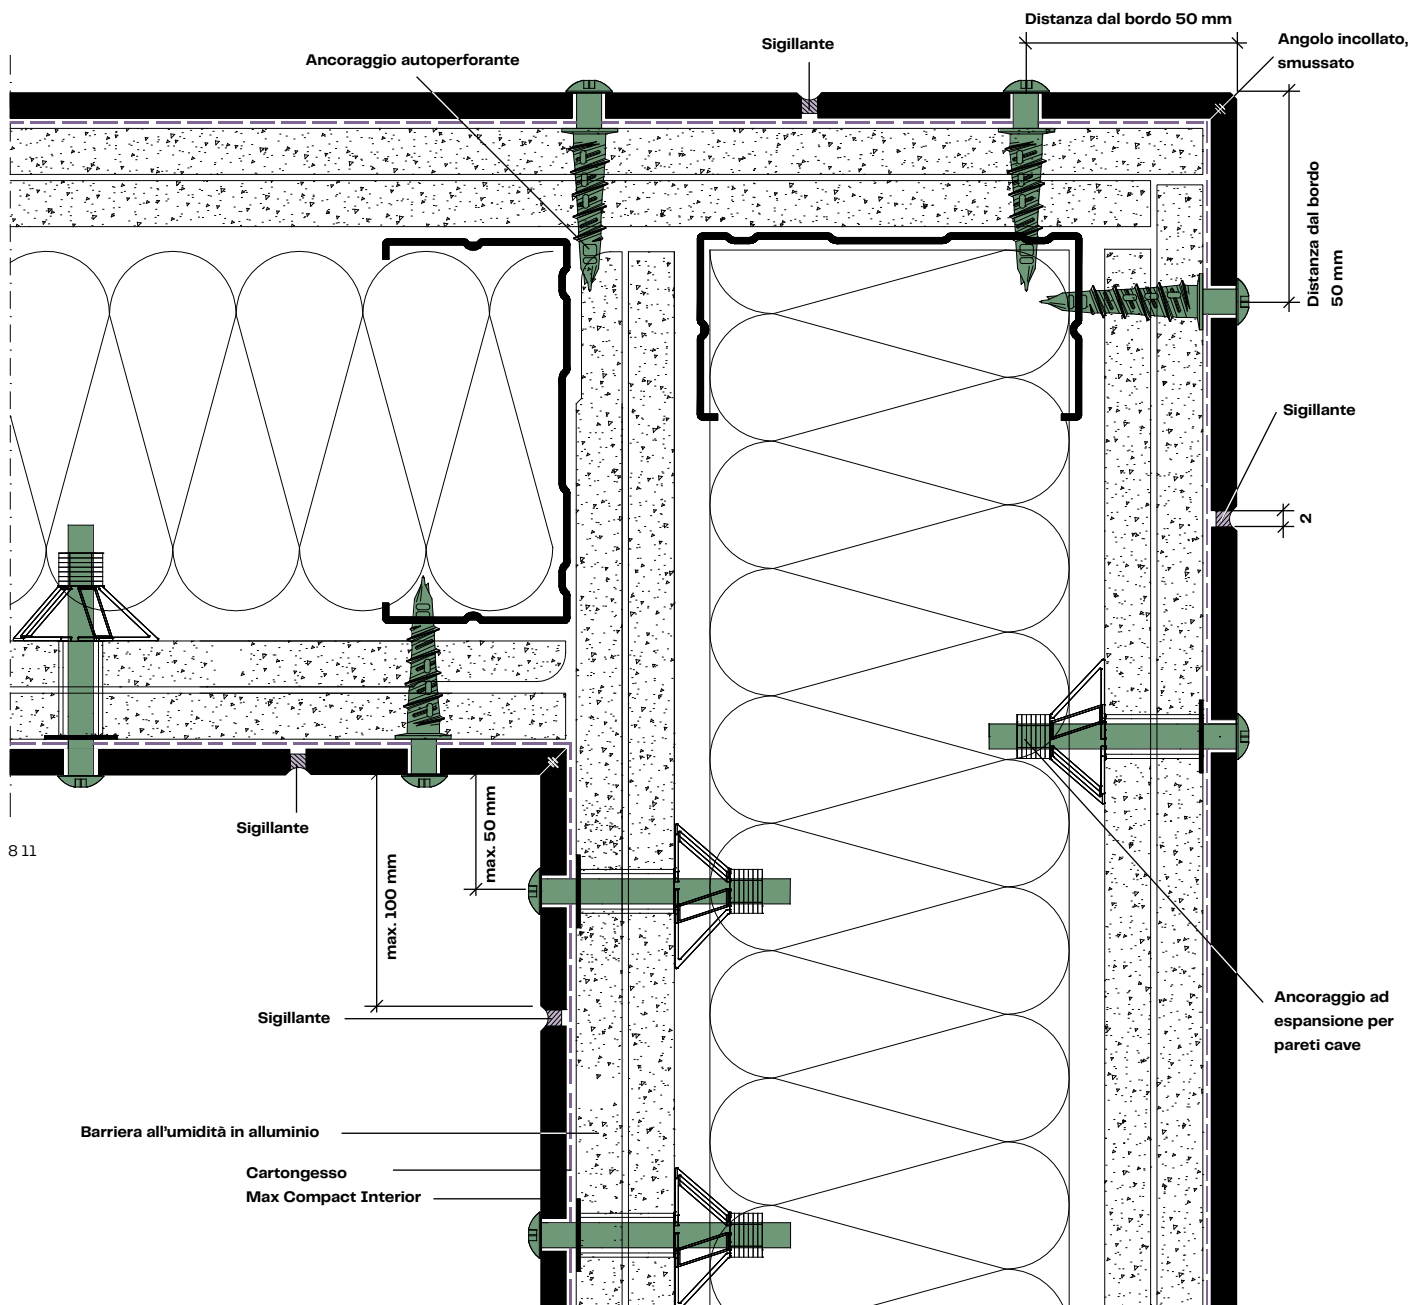 Distanza dal bordo 50 mm
Sigillante
Angolo incollato,
smussato
Ancoraggio autoperforante
Distanza dal bordo
50 mm
Sigillante
2
Sigillante
8 11
max. 50 mm
max. 100 mm
Sigillante
Ancoraggio ad
espansione per
pareti cave
Barriera all'umidità in alluminio
Cartongesso
Max Compact Interior